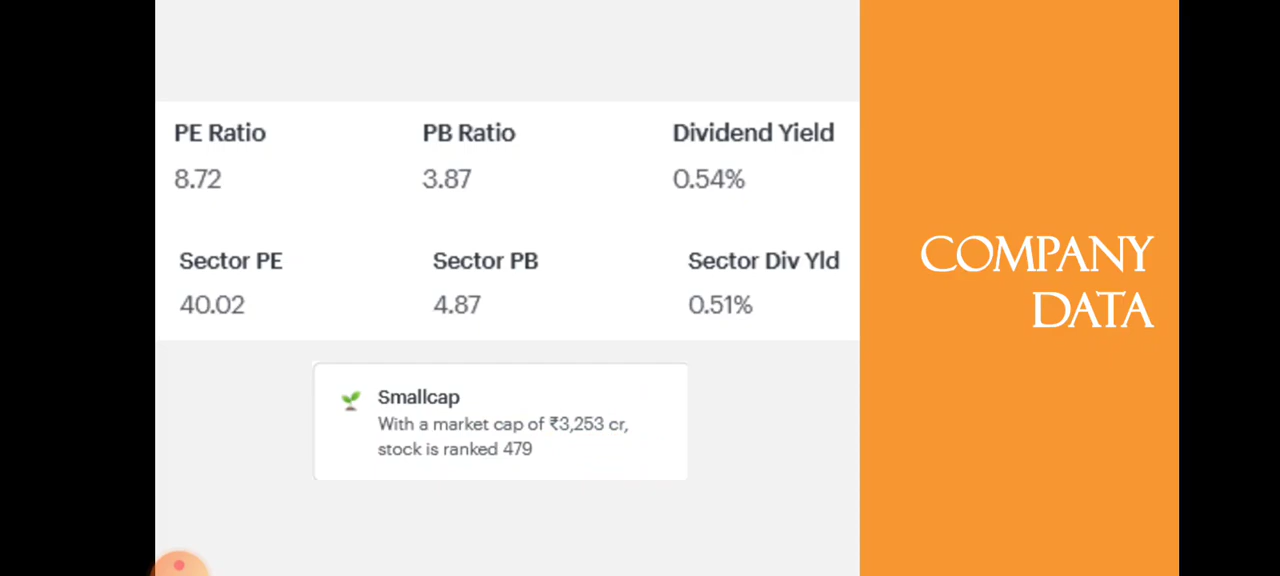 PE Ratio PB Ratio Dividend Yield
8.72 3.87 0.54%
Sector PE Sector PB Sector Div Yld
40.02 4.87 0.51%
Smallcap
With a market cap of ₹3,253 cr,
stock is ranked 479
COMPANY
DATA